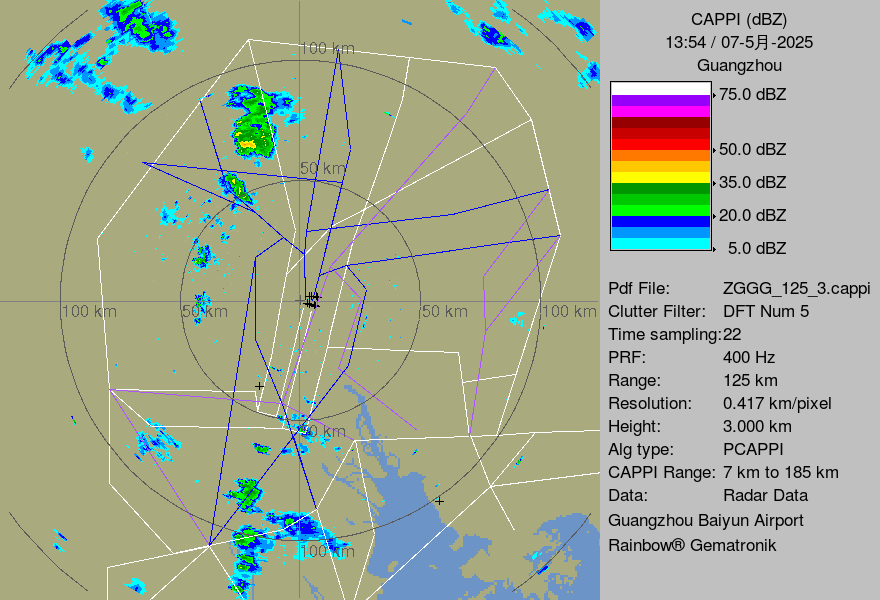 CAPPI (dBZ)
13:54 / 07-5月-2025
Guangzhou
75.0 dBZ
50.0 dBZ
35.0 dBZ
20.0 dBZ
5.0 dBZ
Pdf File: ZGGG_125_3.cappi
Clutter Filter: DFT Num 5
Time sampling:22
PRF: 400 Hz
Range: 125 km
Resolution: 0.417 km/pixel
Height: 3.000 km
Alg type: PCAPPI
CAPPI Range: 7 km to 185 km
Data: Radar Data
Guangzhou Baiyun Airport
Rainbow® Gematronik
100 km
50 km
100 km
50 km
50 km
100 km
50 km
100 km